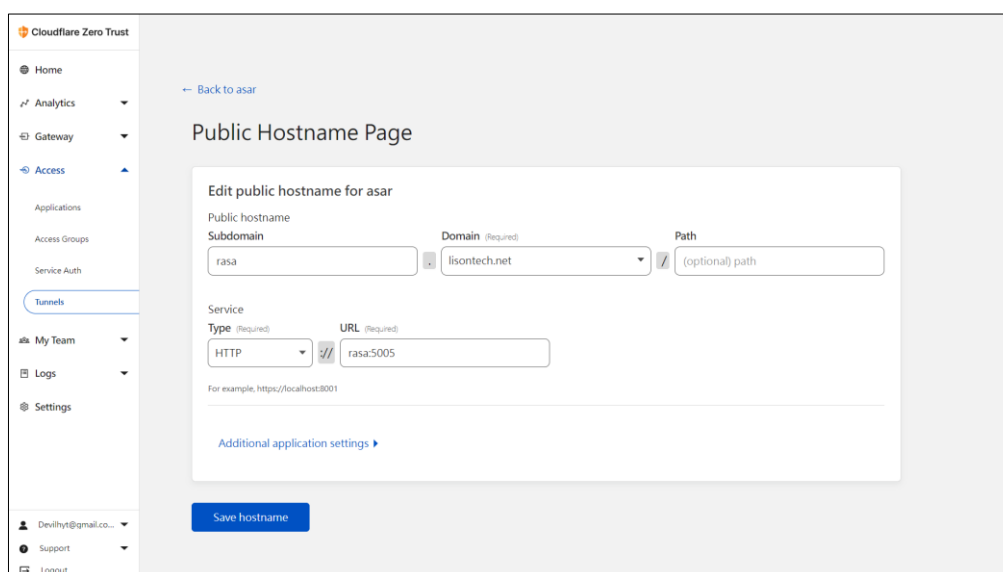 Cloudflare Zero Trust
Home
Analytics
Gateway
Access
Applications
Access Groups
Service Auth
Tunnels
My Team
Logs
Settings
Devilhyt@gmail.co...
Support
Logout
← Back to asar
Public Hostname Page
Edit public hostname for asar
Public hostname
Subdomain Domain (Required) Path
rasa . lisontech.net / (optional) path
Service
Type (Required) URL (Required)
HTTP :// rasa:5005
For example, https://localhost:8001
Additional application settings
Save hostname